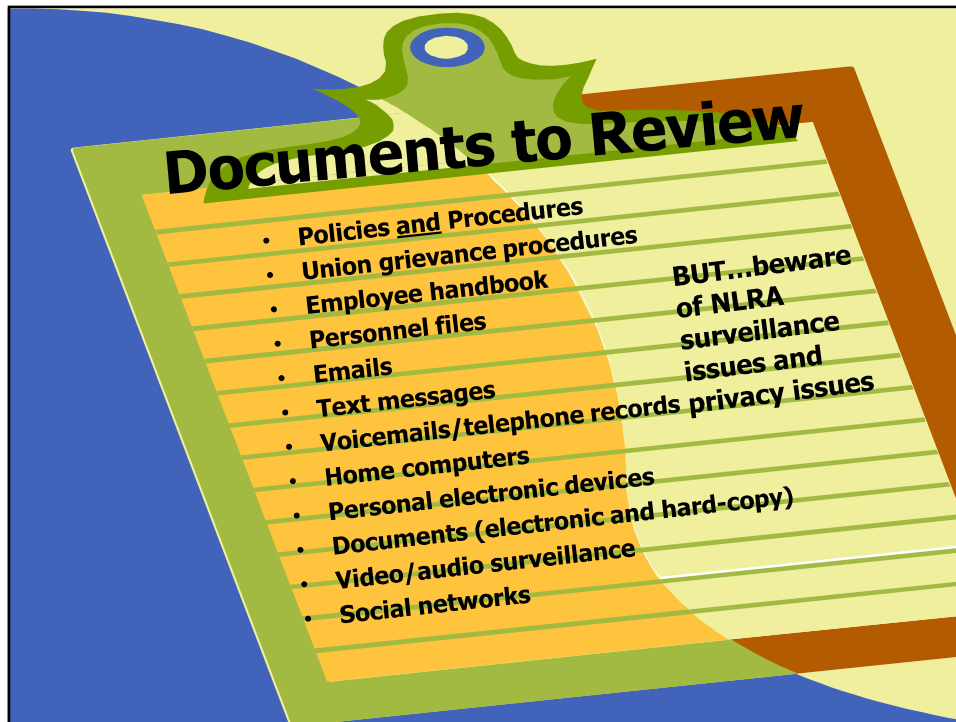 Documents to Review
• Policies and Procedures
• Union grievance procedures
• Employee handbook
• Personnel files
• Emails
• Text messages
• Voicemails/telephone records
• Home computers
• Personal electronic devices
• Documents (electronic and hard-copy)
• Video/audio surveillance
• Social networks
BUT...beware
of NLRA
surveillance
issues and
privacy issues